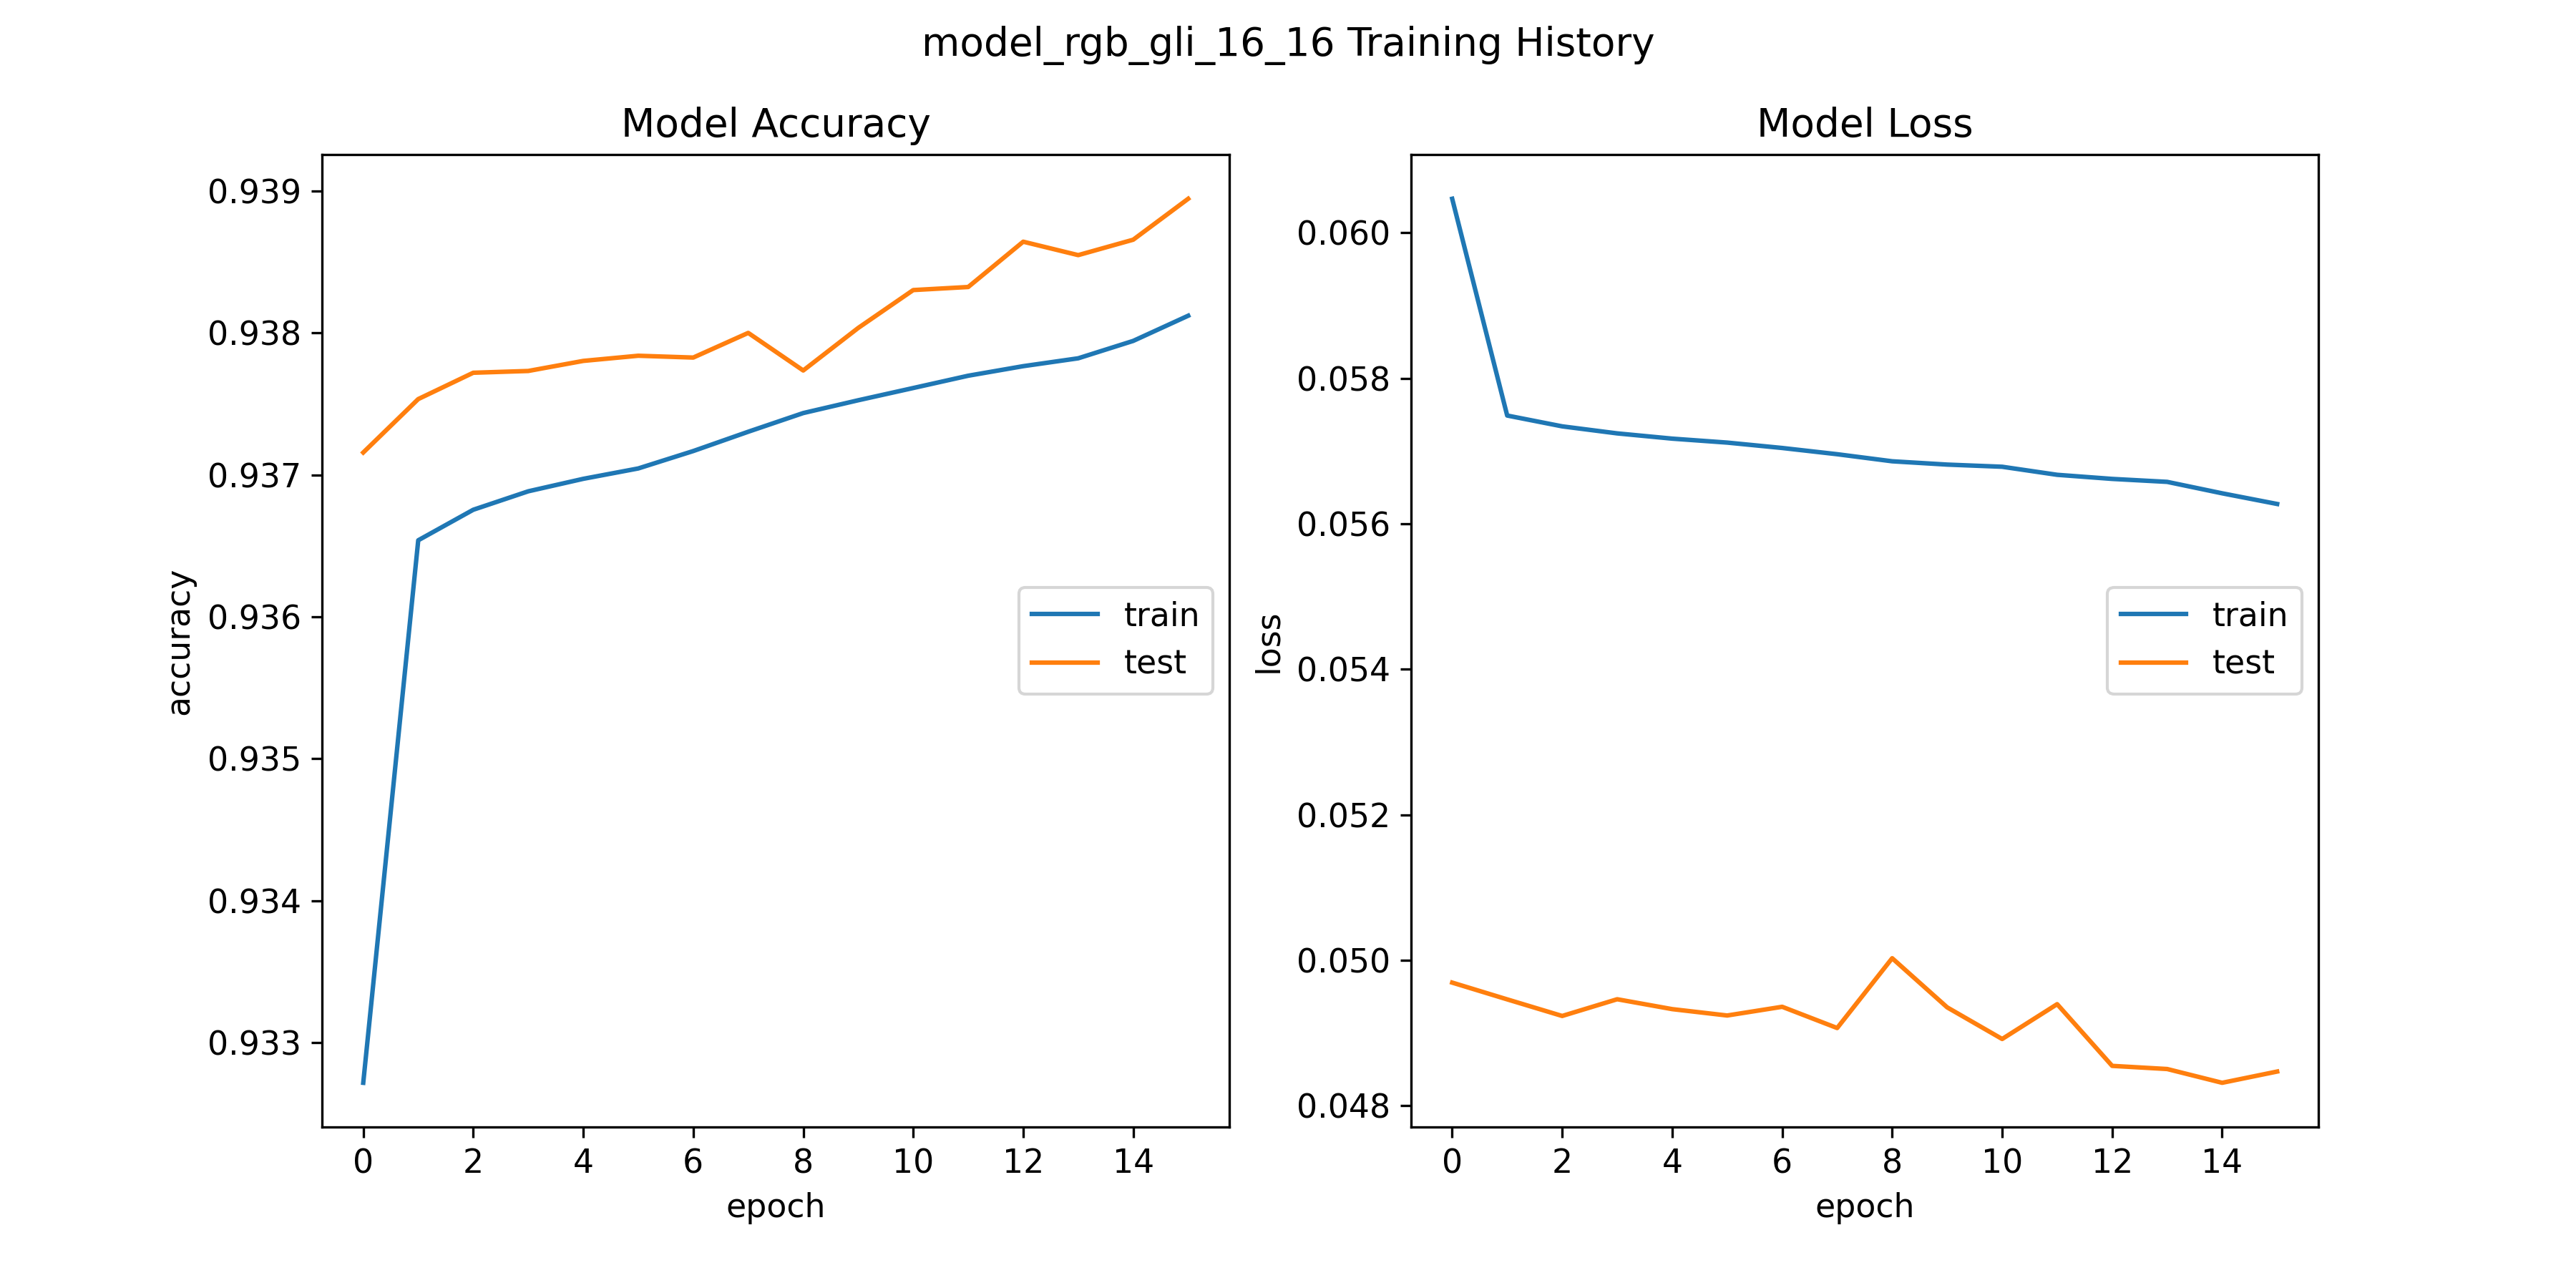 model_rgb_gli_16_16 Training History
Model Accuracy
0.939
0.938
0.937
0.936
0.935
0.934
0.933
accuracy
0 2 4 6 8 10 12 14
epoch
train
test
Model Loss
0.060
0.058
0.056
0.054
0.052
0.050
0.048
loss
0 2 4 6 8 10 12 14
epoch
train
test